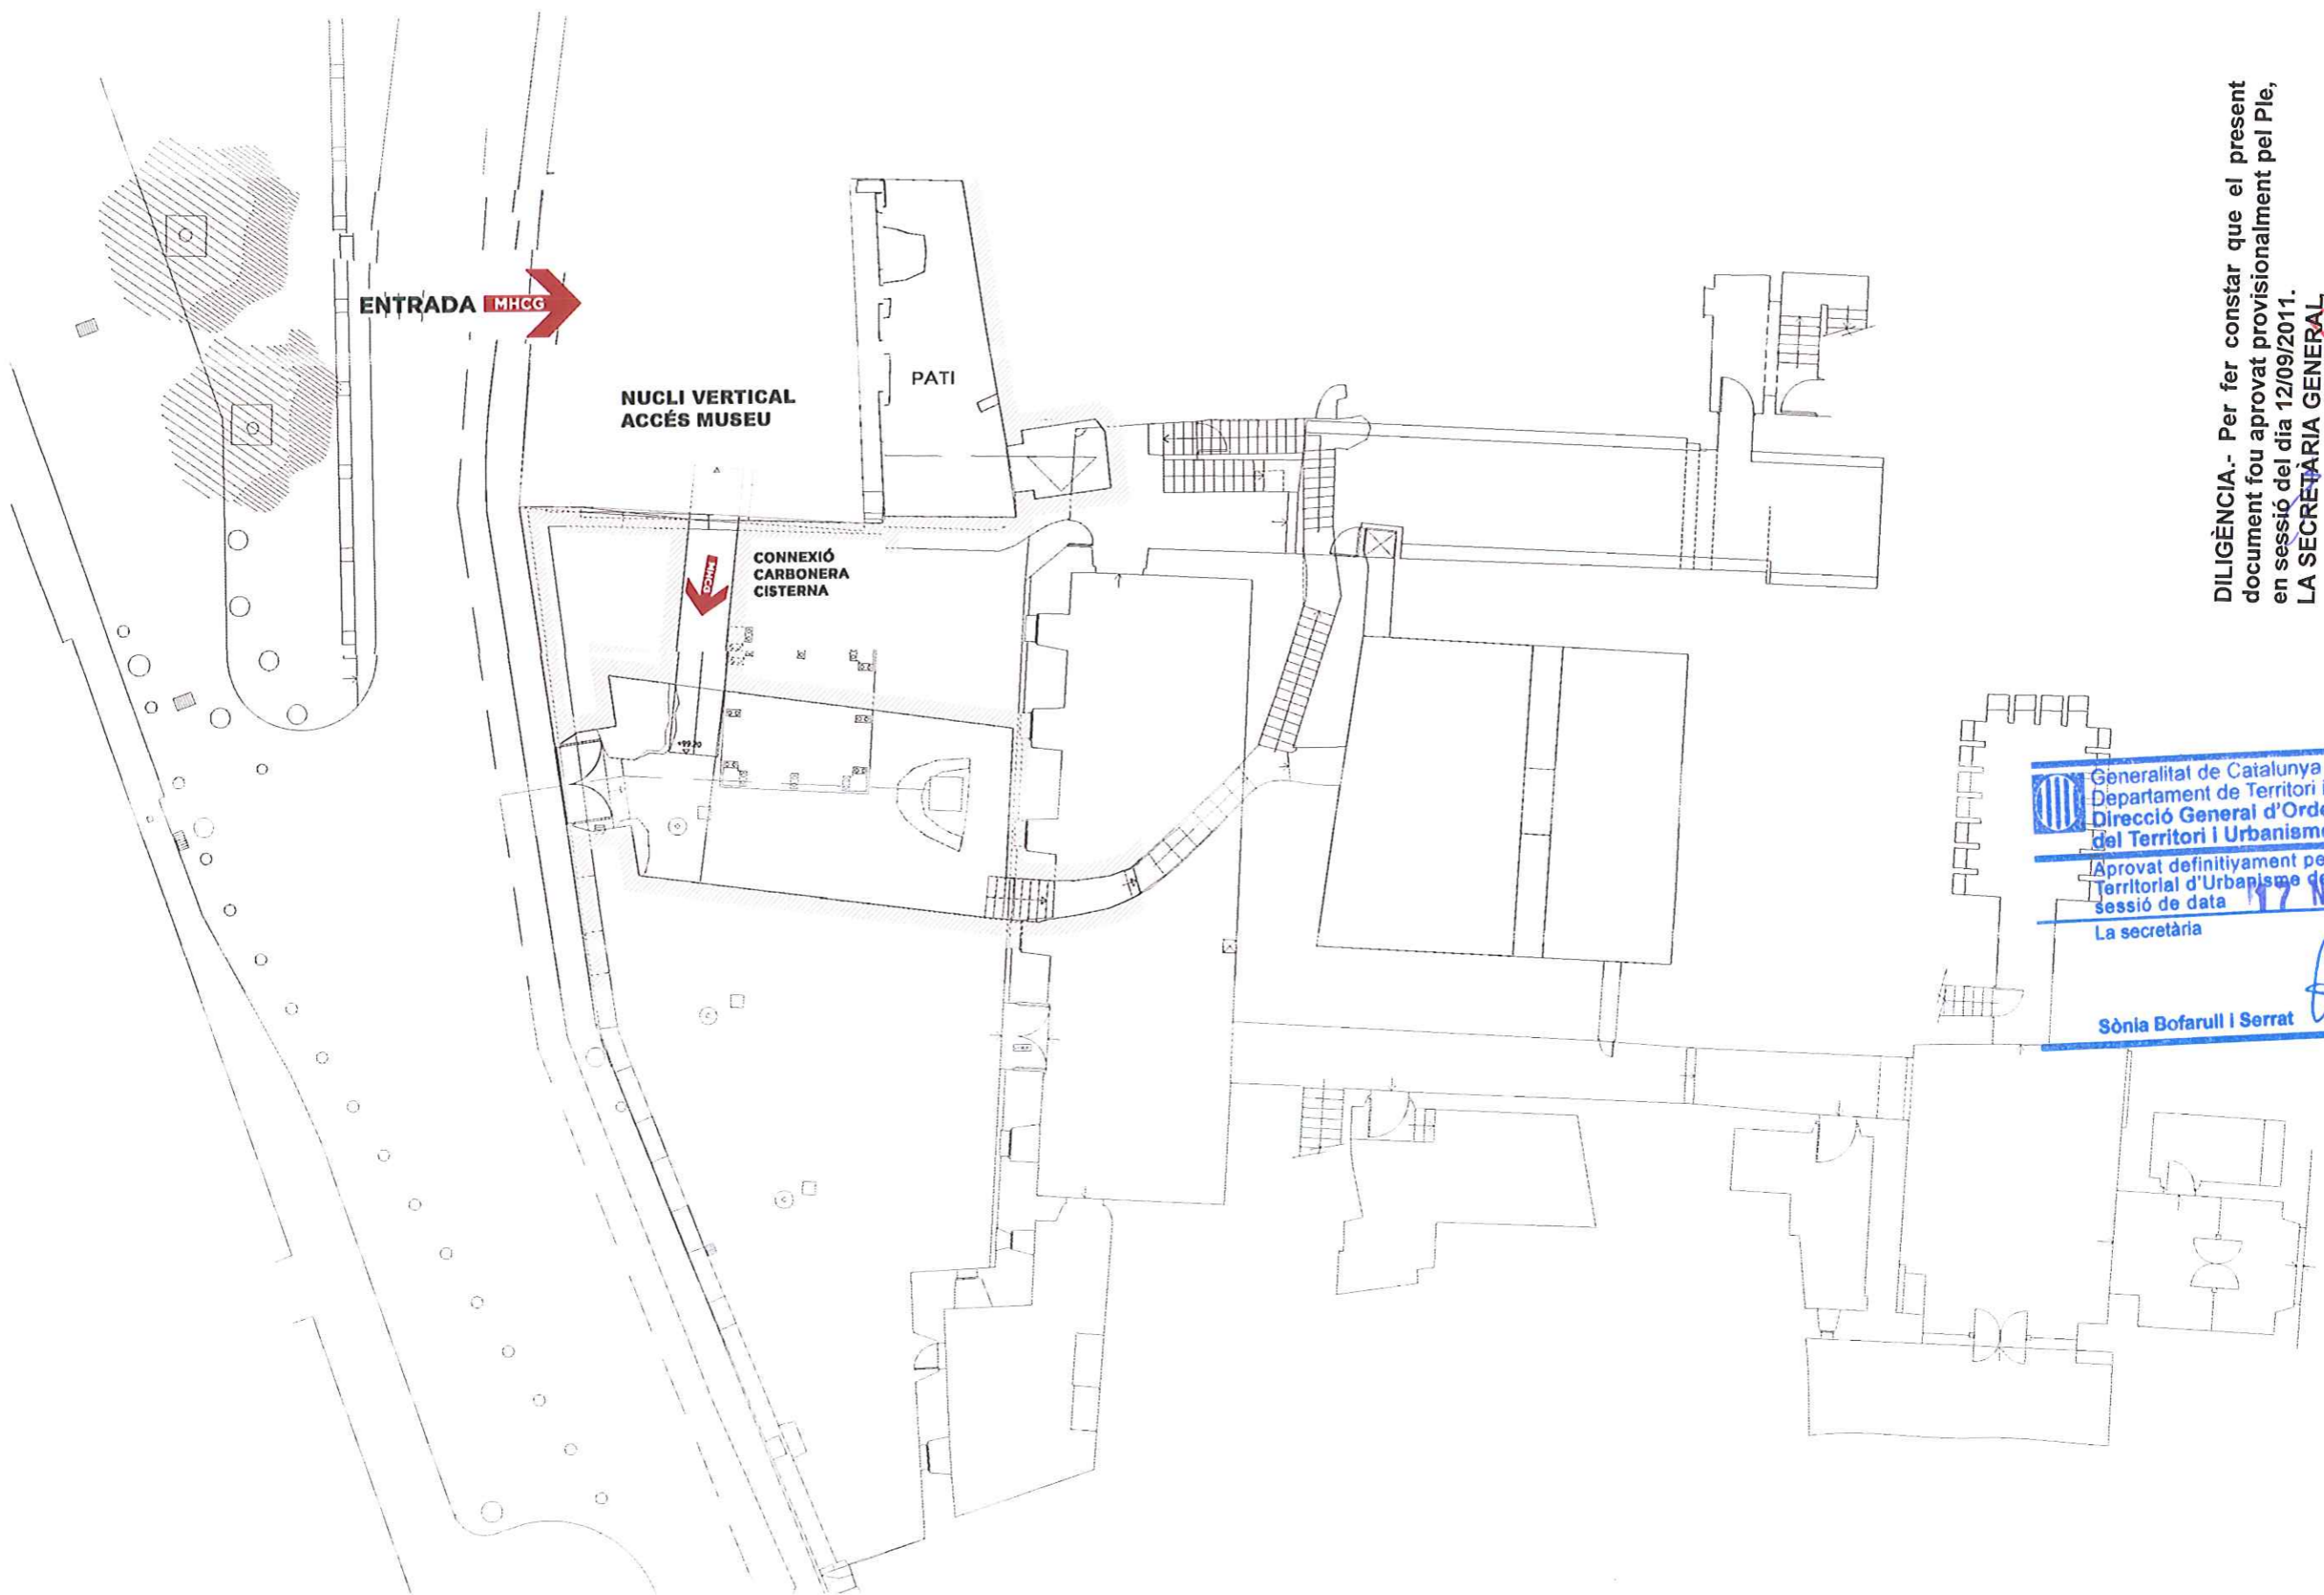 ENTRADA MHCG
NUCLI VERTICAL
ACCÉS MUSEU
PATI
CONNEXIÓ
CARBONERA
CISTERNA
MHCG
+99.20
DILIGÈNCIA.- Per fer constar que el present
document fou aprovat provisionalment pel Ple,
en sessió del dia 12/09/2011.
LA SECRETÀRIA GENERAL,
Generalitat de Catalunya
Departament de Territori i
Direcció General d'Orde
del Territori i Urbanisme
Aprovat definitivament pe
Territorial d'Urbanisme de
sessió de data 17 N
La secretària
Sònia Bofarull i Serrat